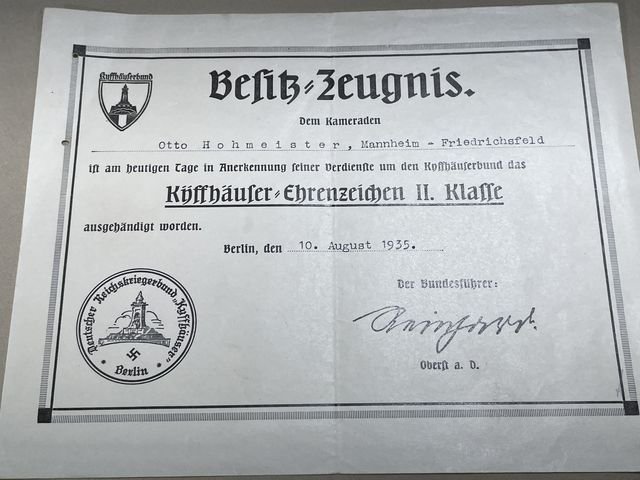 Kyffhäuserbund
Besitz-Zeugnis.
Dem Kameraden
Otto Hohmeister, Mannheim - Friedrichsfeld
ist am heutigen Tage in Anerkennung seiner Verdienste um den Kyffhäuserbund das
Kyffhäuser-Ehrenzeichen II. Klasse
ausgehändigt worden.
Berlin, den 10. August 1935.
Der Bundesführer:
Reinhard.
Oberst a. D.
Deutscher Reichskriegerbund „Kyffhäuser"
Berlin